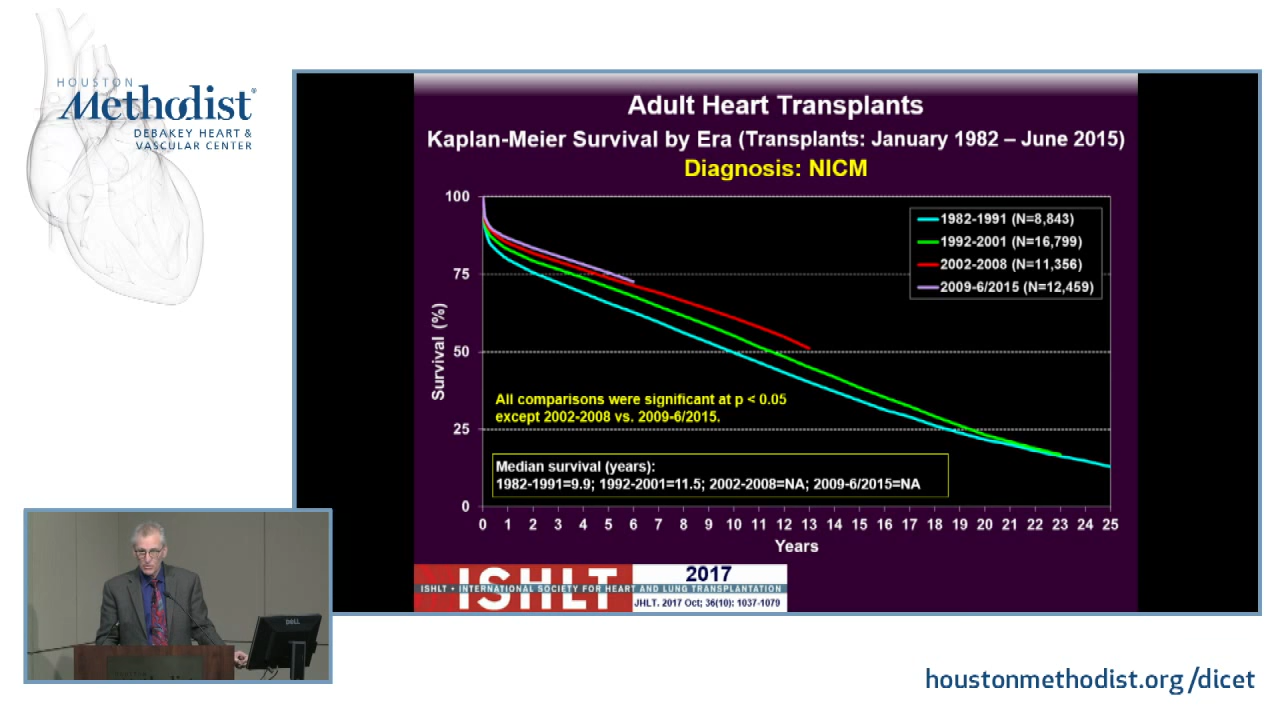 HOUSTON
Methodist®
DEBAKEY HEART &
VASCULAR CENTER
Adult Heart Transplants
Kaplan-Meier Survival by Era (Transplants: January 1982 – June 2015)
Diagnosis: NICM
100
75
50
25
0
Survival (%)
1982-1991 (N=8,843)
1992-2001 (N=16,799)
2002-2008 (N=11,356)
2009-6/2015 (N=12,459)
All comparisons were significant at p < 0.05
except 2002-2008 vs. 2009-6/2015.
Median survival (years):
1982-1991=9.9; 1992-2001=11.5; 2002-2008=NA; 2009-6/2015=NA
0 1 2 3 4 5 6 7 8 9 10 11 12 13 14 15 16 17 18 19 20 21 22 23 24 25
Years
ISHLT
ISHLT • INTERNATIONAL SOCIETY FOR HEART AND LUNG TRANSPLANTATION
2017
JHLT. 2017 Oct; 36(10): 1037-1079
DELL
houstonmethodist.org/dicet